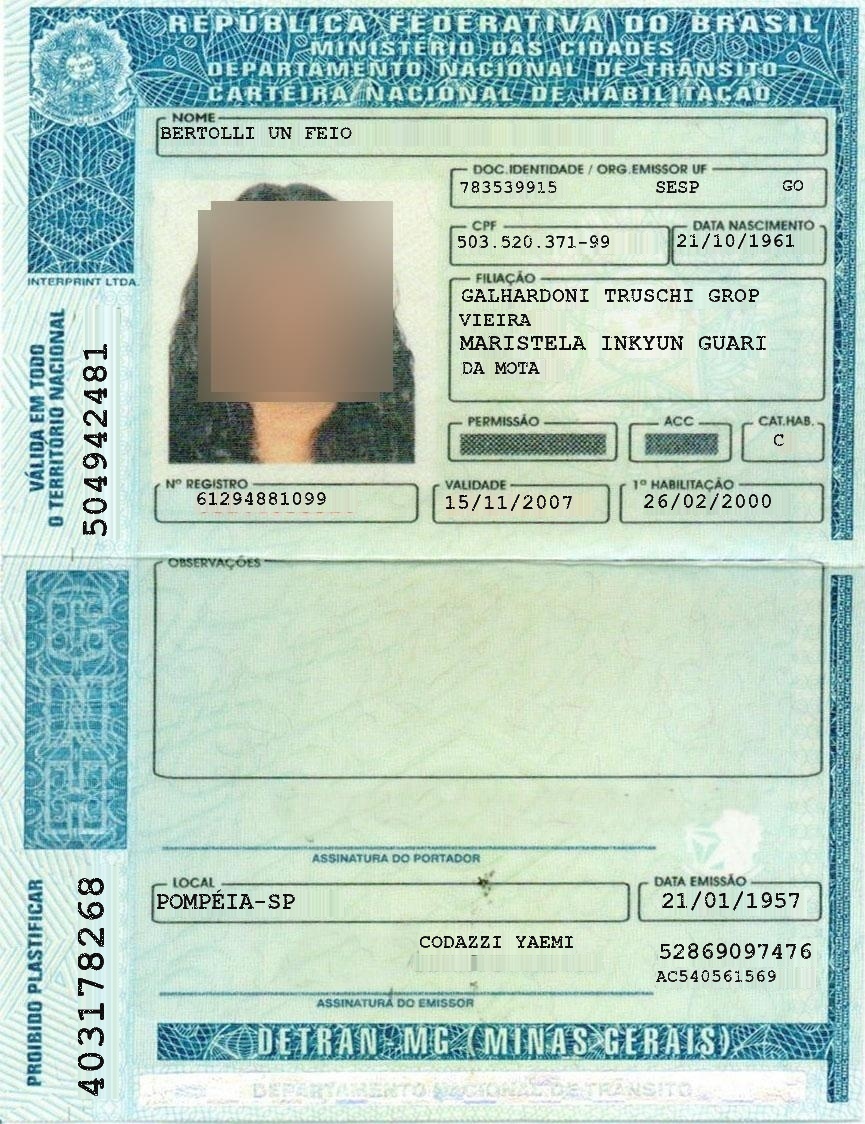 REPÚBLICA FEDERATIVA DO BRASIL
MINISTÉRIO DAS CIDADES
DEPARTAMENTO NACIONAL DE TRÂNSITO
CARTEIRA NACIONAL DE HABILITAÇÃO
NOME
BERTOLLI UN FEIO
DOC.IDENTIDADE / ORG.EMISSOR UF
783539915 SESP GO
CPF DATA NASCIMENTO
503.520.371-99 21/10/1961
FILIAÇÃO
GALHARDONI TRUSCHI GROP
VIEIRA
MARISTELA INKYUN GUARI
DA MOTA
PERMISSÃO ACC CAT.HAB.
C
Nº REGISTRO VALIDADE 1ª HABILITAÇÃO
61294881099 15/11/2007 26/02/2000
INTERPRINT LTDA.
VÁLIDA EM TODO
O TERRITÓRIO NACIONAL
504942481
OBSERVAÇÕES
ASSINATURA DO PORTADOR
LOCAL DATA EMISSÃO
POMPÉIA-SP 21/01/1957
CODAZZI YAEMI
52869097476
AC540561569
ASSINATURA DO EMISSOR
PROIBIDO PLASTIFICAR
403178268
DETRAN-MG (MINAS GERAIS)
DEPARTAMENTO NACIONAL DE TRÂNSITO